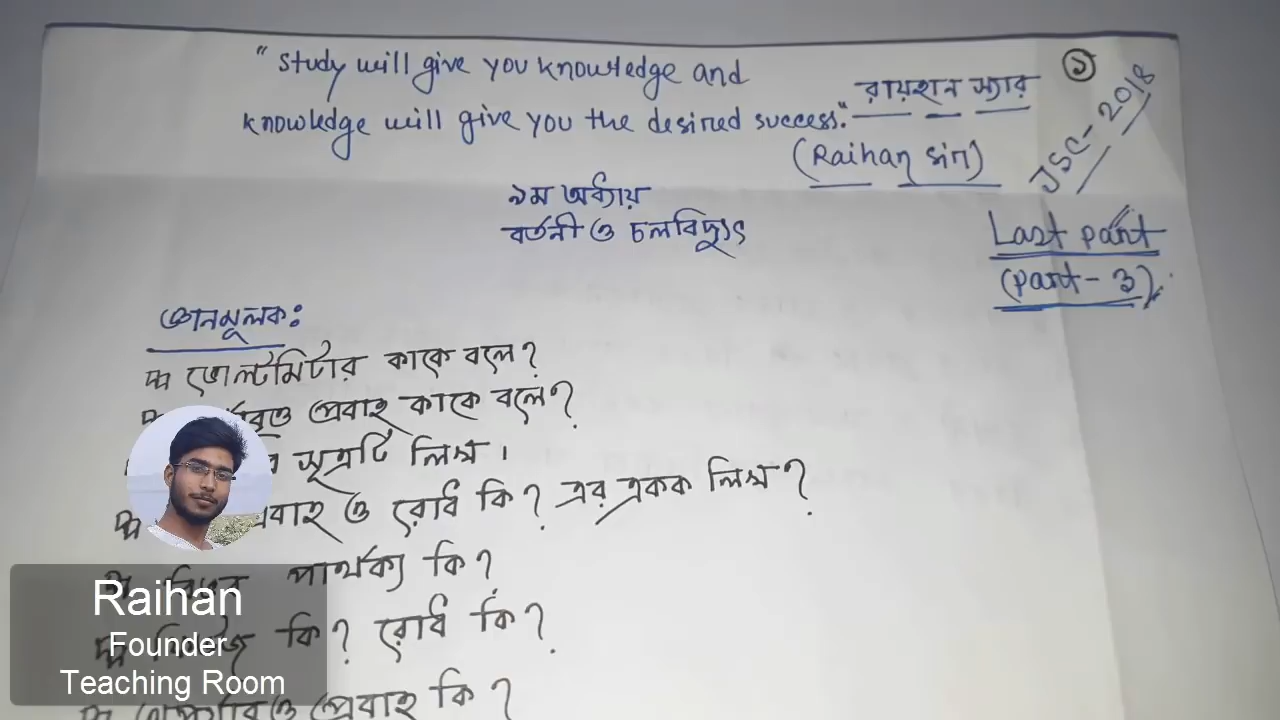 "Study will give you knowledge and
knowledge will give you the desired success."
রায়হান স্যার
(Raihan sir)
১
JSC-2018
Last part
(part-3)
৯ম অধ্যায়
বর্তনী ও চলবিদ্যুৎ
জ্ঞানমূলক:
ভোল্টমিটার কাকে বলে?
প্রবাহ কাকে বলে?
সূত্রটি লিখ।
ও রোধ কি? এর একক লিখ?
পার্থক্য কি?
কি? রোধ কি?
প্রবাহ কি?
Raihan
Founder
Teaching Room